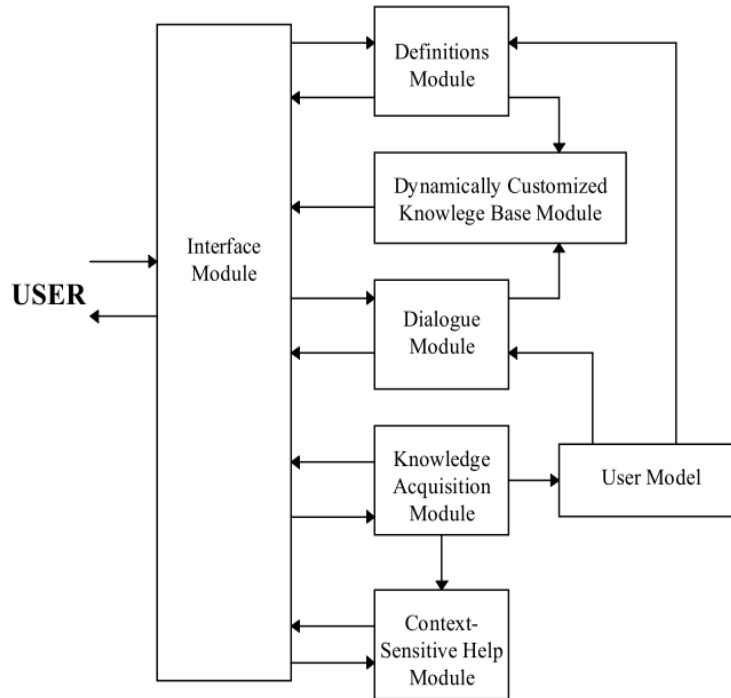 Definitions
Module
Dynamically Customized
Knowlege Base Module
Interface
Module
USER
Dialogue
Module
Knowledge
Acquisition
Module
User Model
Context-
Sensitive Help
Module